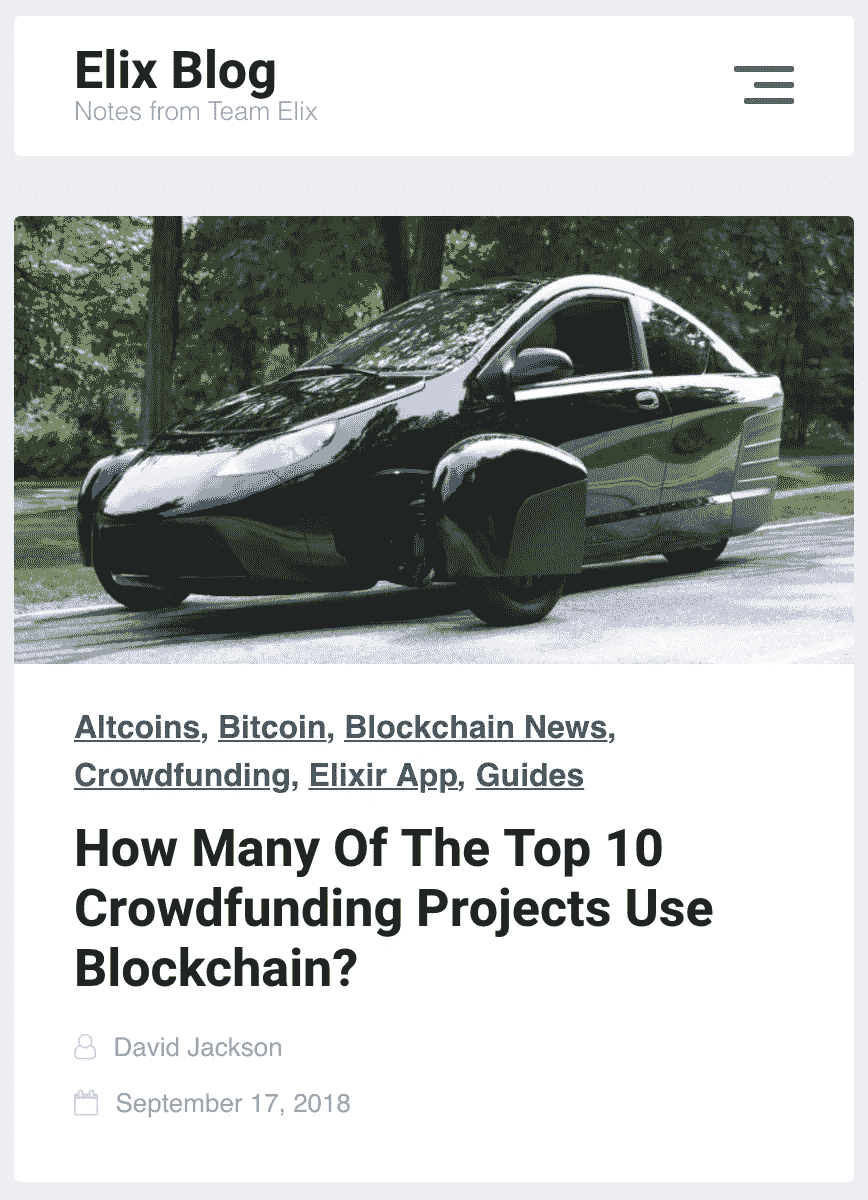 Elix Blog
Notes from Team Elix
Altcoins, Bitcoin, Blockchain News,
Crowdfunding, Elixir App, Guides
How Many Of The Top 10
Crowdfunding Projects Use
Blockchain?
David Jackson
September 17, 2018